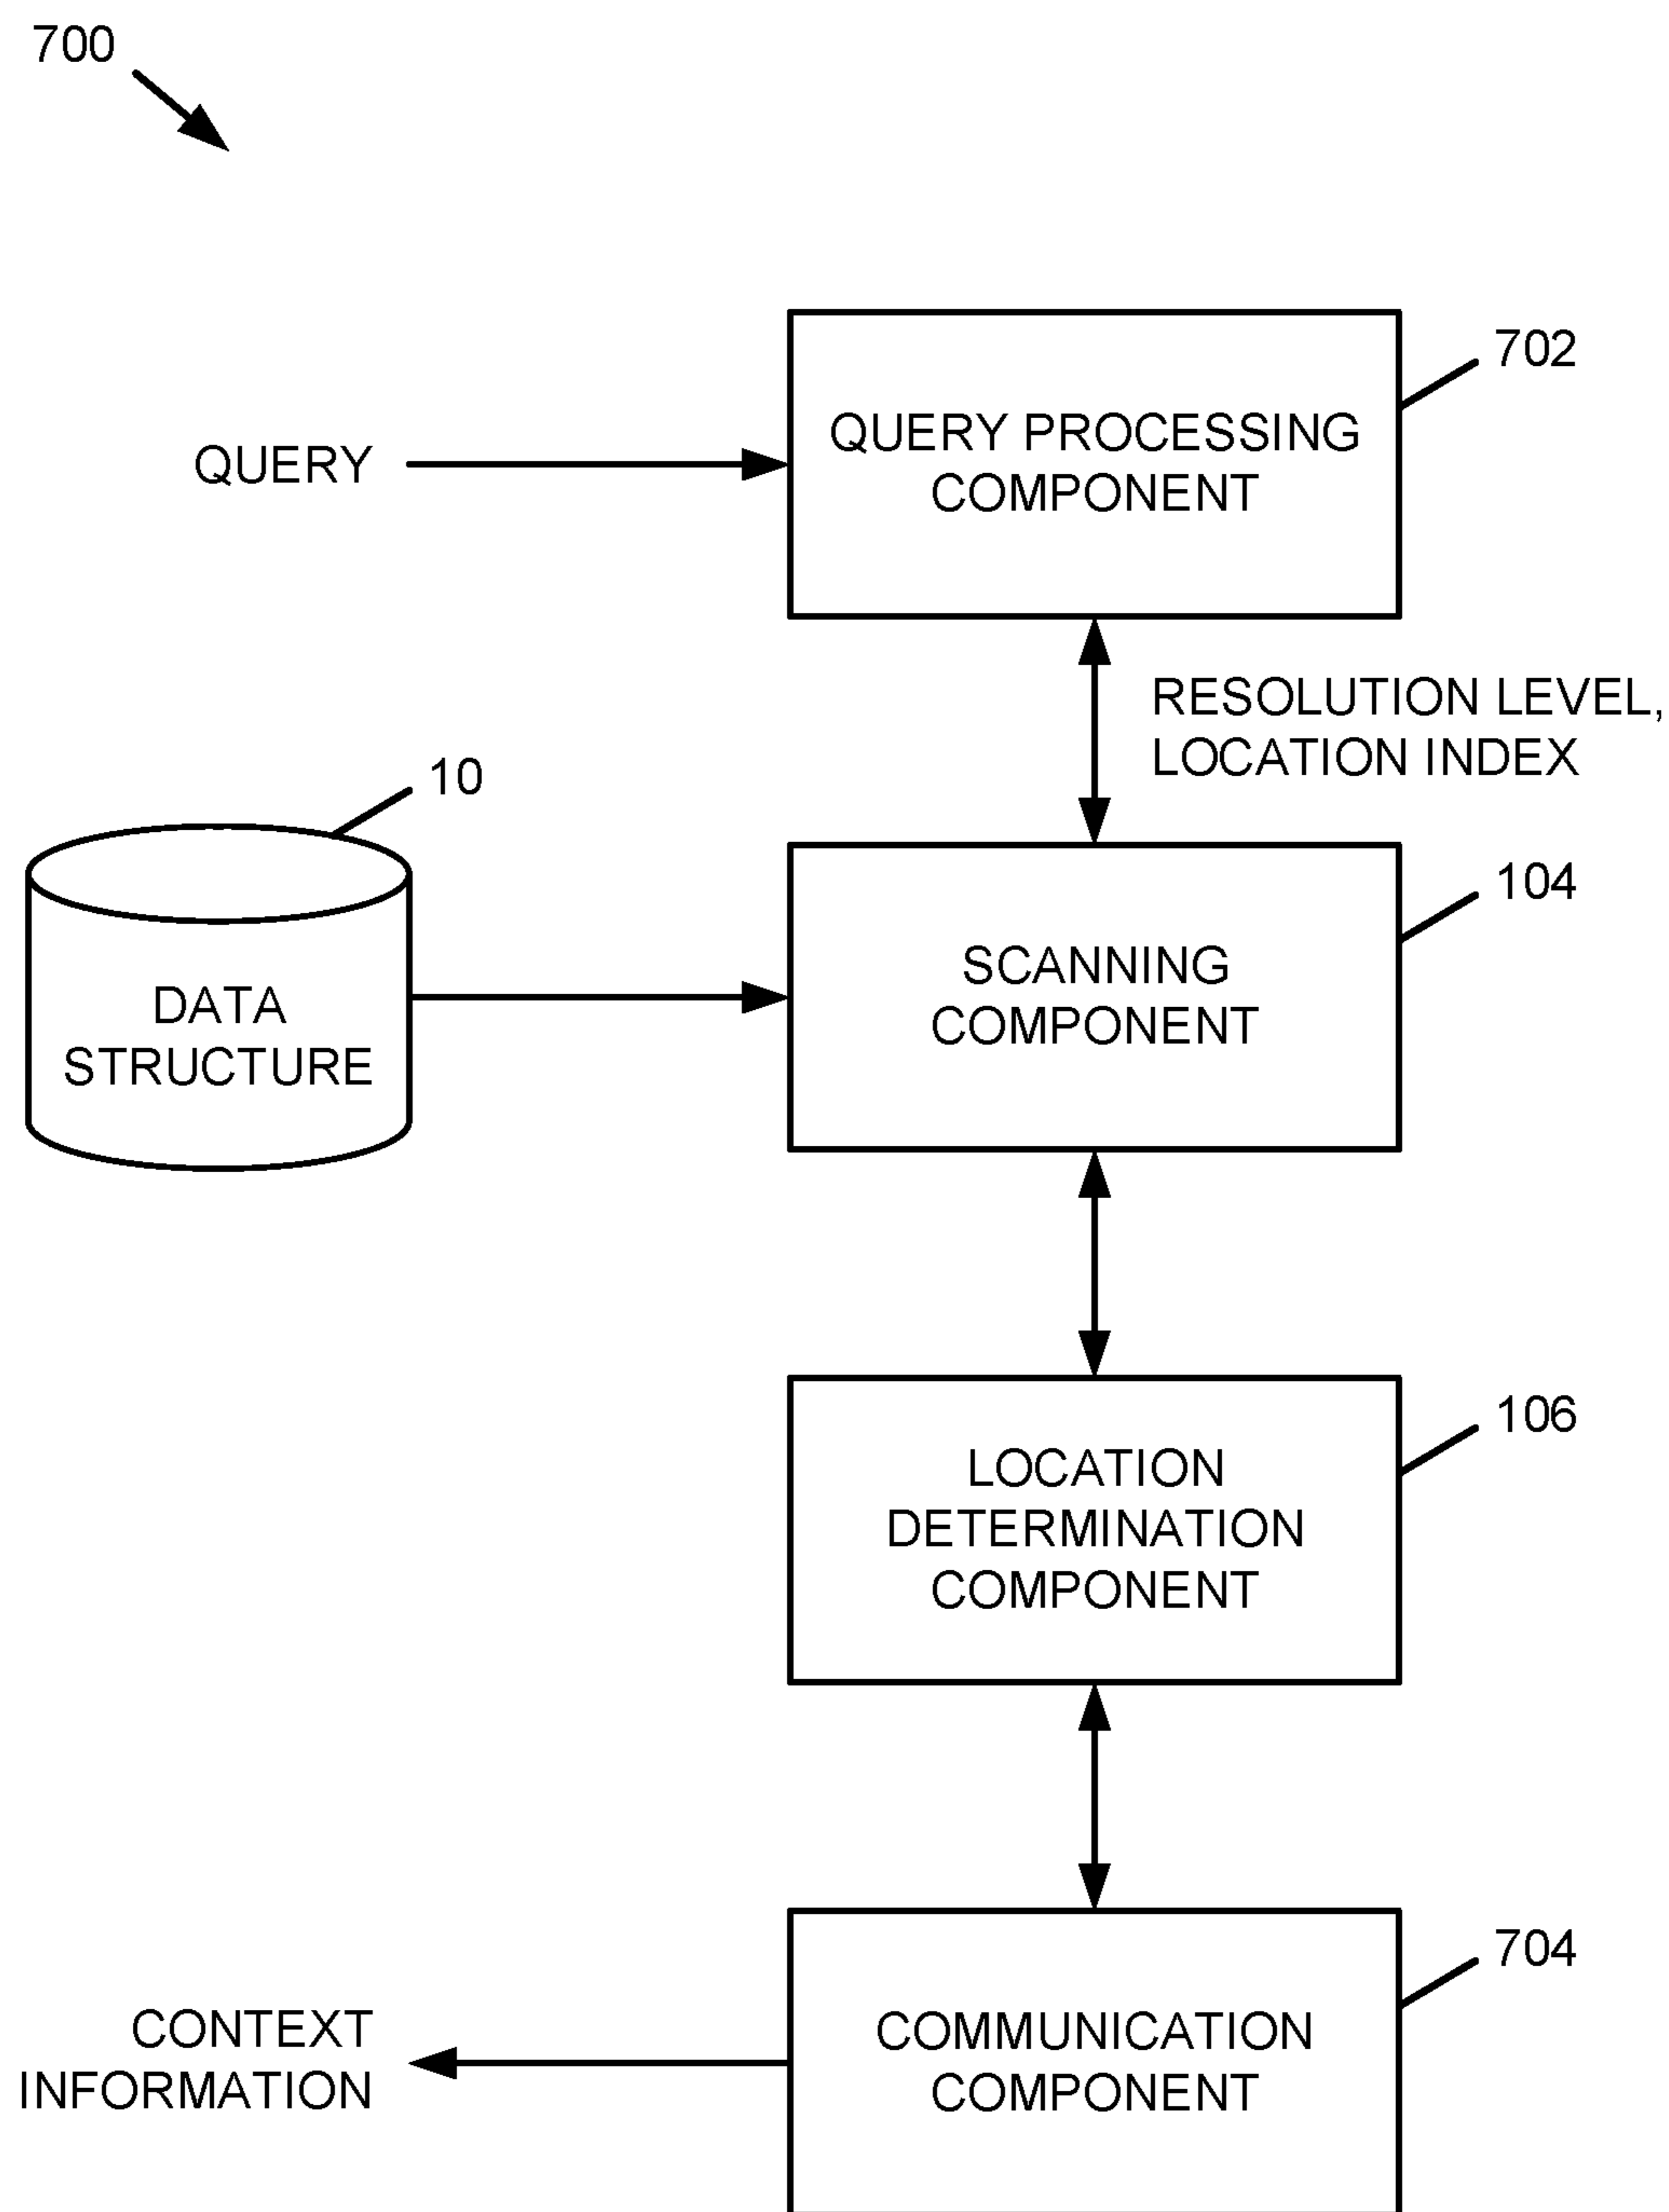 700
702
QUERY
QUERY PROCESSING
COMPONENT
RESOLUTION LEVEL,
LOCATION INDEX
10
104
DATA
STRUCTURE
SCANNING
COMPONENT
106
LOCATION
DETERMINATION
COMPONENT
704
CONTEXT
INFORMATION
COMMUNICATION
COMPONENT